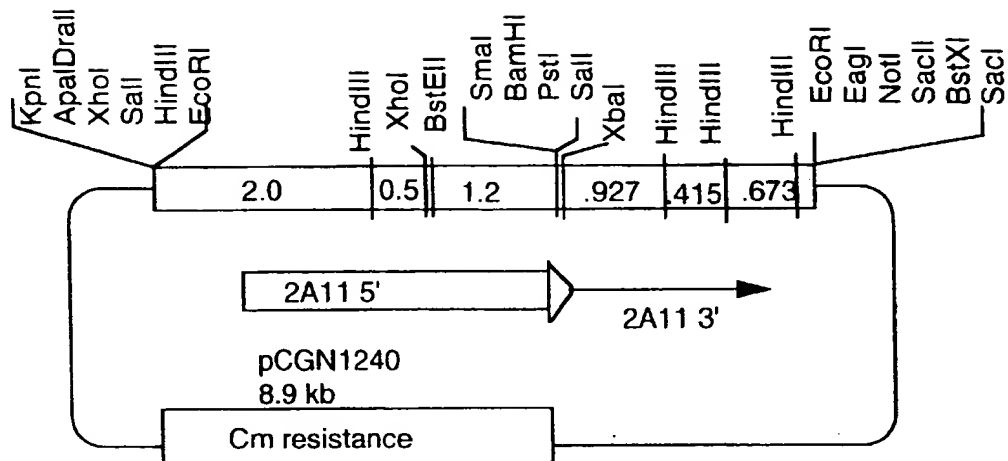 KpnI
ApaIDraII
XhoI
SalI
HindIII
EcoRI
HindIII
XhoI
BstEII
SmaI
BamHI
PstI
SalI
XbaI
HindIII
HindIII
HindIII
EcoRI
EagI
NotI
SacII
BstXI
SacI
2.0
0.5
1.2
.927
.415
.673
2A11 5'
2A11 3'
pCGN1240
8.9 kb
Cm resistance